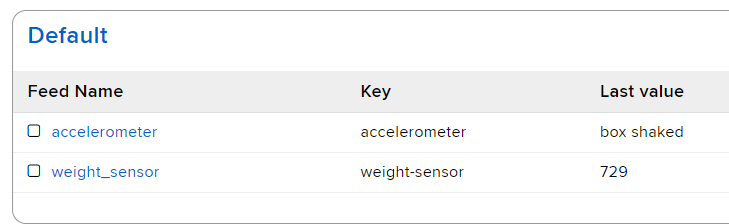 Default
Feed Name Key Last value
accelerometer accelerometer box shaked
weight_sensor weight-sensor 729